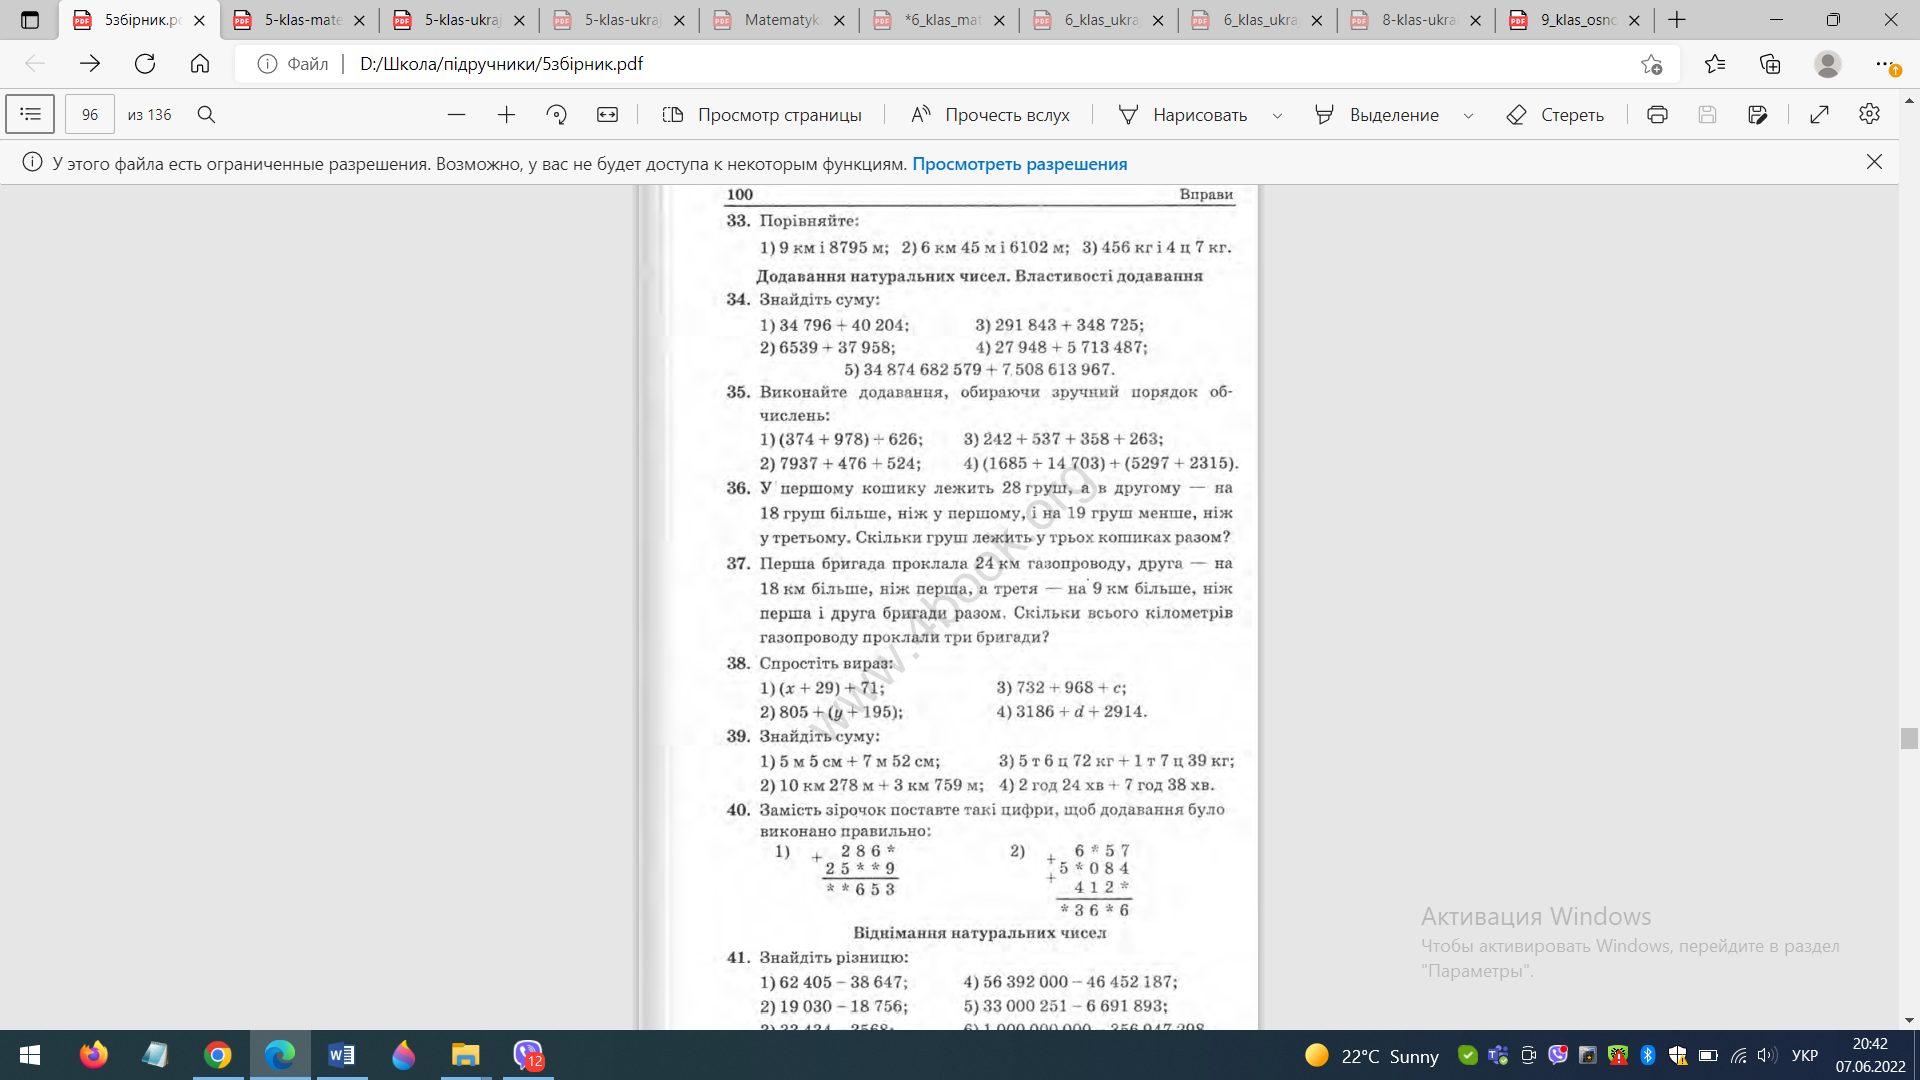 5збірник.pd
5-klas-mate
5-klas-ukraj
5-klas-ukraj
Matematyk
*6_klas_mat
6_klas_ukra
6_klas_ukra
8-klas-ukrai
9_klas_osno
Файл
D:/Школа/підручники/5збірник.pdf
96
из 136
Просмотр страницы
Прочесть вслух
Нарисовать
Выделение
Стереть
У этого файла есть ограниченные разрешения. Возможно, у вас не будет доступа к некоторым функциям. Просмотреть разрешения
100 Вправи
33. Порівняйте:
1) 9 км і 8795 м; 2) 6 км 45 м і 6102 м; 3) 456 кг і 4 ц 7 кг.
Додавання натуральних чисел. Властивості додавання
34. Знайдіть суму:
1) 34 796 + 40 204; 3) 291 843 + 348 725;
2) 6539 + 37 958; 4) 27 948 + 5 713 487;
5) 34 874 682 579 + 7 508 613 967.
35. Виконайте додавання, обираючи зручний порядок об-
числень:
1) (374 + 978) + 626; 3) 242 + 537 + 358 + 263;
2) 7937 + 476 + 524; 4) (1685 + 14 703) + (5297 + 2315).
36. У першому кошику лежить 28 груш, а в другому — на
18 груш більше, ніж у першому, і на 19 груш менше, ніж
у третьому. Скільки груш лежить у трьох кошиках разом?
37. Перша бригада проклала 24 км газопроводу, друга — на
18 км більше, ніж перша, а третя — на 9 км більше, ніж
перша і друга бригади разом. Скільки всього кілометрів
газопроводу проклали три бригади?
38. Спростіть вираз:
1) (x + 29) + 71; 3) 732 + 968 + c;
2) 805 + (y + 195); 4) 3186 + d + 2914.
39. Знайдіть суму:
1) 5 м 5 см + 7 м 52 см; 3) 5 т 6 ц 72 кг + 1 т 7 ц 39 кг;
2) 10 км 278 м + 3 км 759 м; 4) 2 год 24 хв + 7 год 38 хв.
40. Замість зірочок поставте такі цифри, щоб додавання було
виконано правильно:
1) + 2 8 6 * 2) + 6 * 5 7
2 5 * * 9 + 5 * 0 8 4
* * 6 5 3 4 1 2 *
* 3 6 * 6
Віднімання натуральних чисел
41. Знайдіть різницю:
1) 62 405 − 38 647; 4) 56 392 000 − 46 452 187;
2) 19 030 − 18 756; 5) 33 000 251 − 6 691 893;
www.4book.org
Активация Windows
Чтобы активировать Windows, перейдите в раздел
"Параметры".
12
22°C Sunny
УКР
20:42
07.06.2022